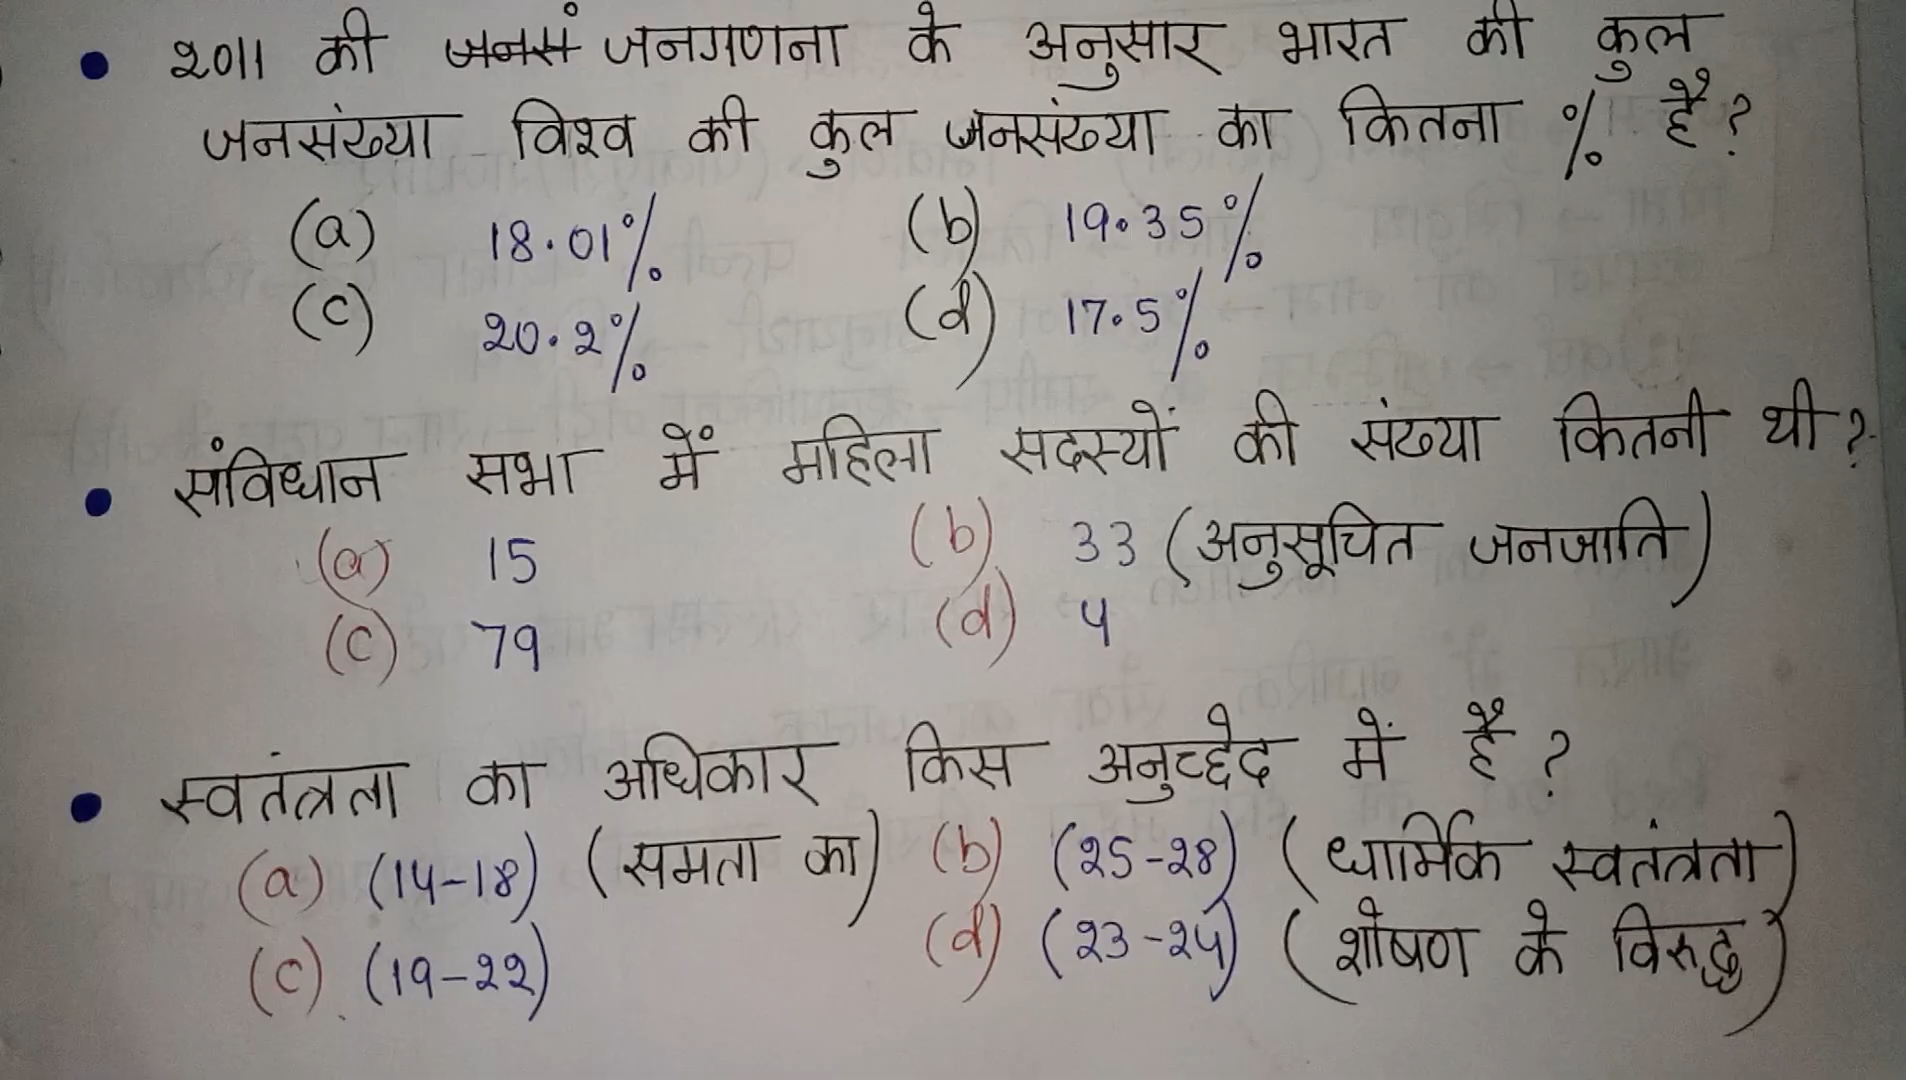 • 2011 की जनसं जनगणना के अनुसार भारत की कुल
जनसंख्या विश्व की कुल जनसंख्या का कितना % है?
(a) 18.01% (b) 19.35%
(c) 20.2% (d) 17.5%
• संविधान सभा में महिला सदस्यों की संख्या कितनी थी?
(a) 15 (b) 33 (अनुसूचित जनजाति)
(c) 79 (d) 4
• स्वतंत्रता का अधिकार किस अनुच्छेद में है?
(a) (14-18) (समता का) (b) (25-28) (धार्मिक स्वतंत्रता)
(c) (19-22) (d) (23-24) (शोषण के विरुद्ध)